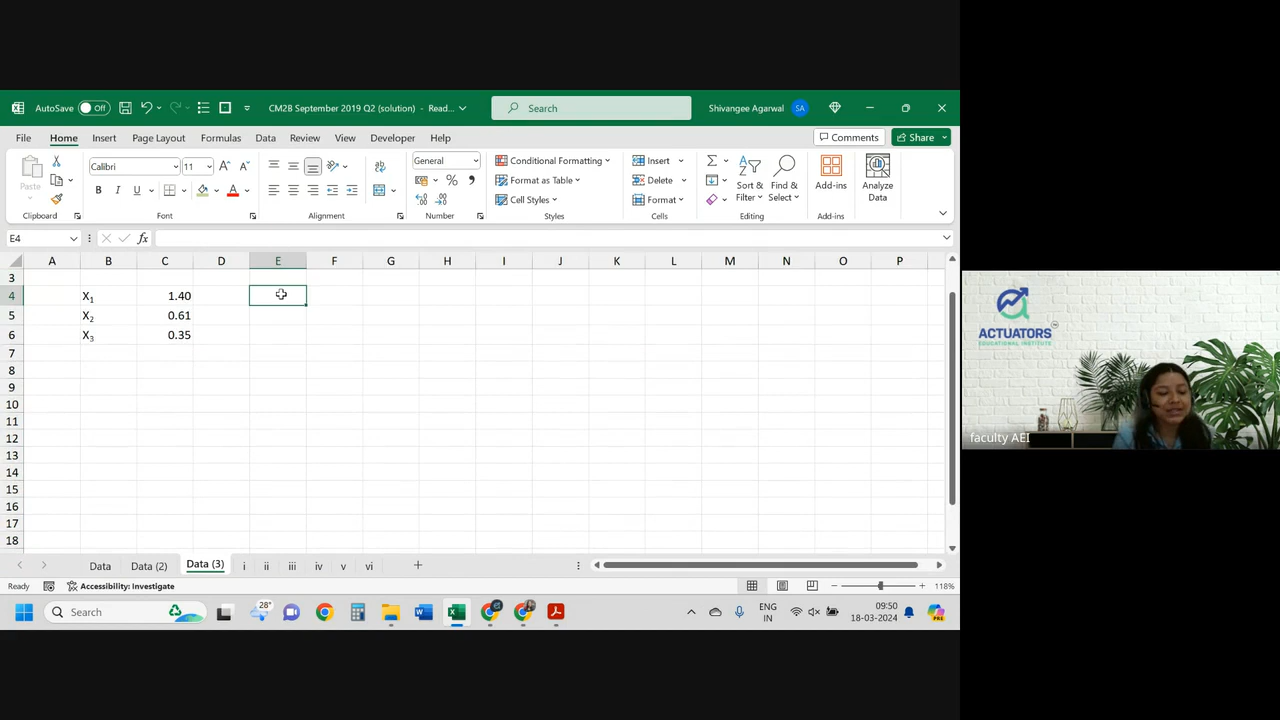 AutoSave Off CM2B September 2019 Q2 (solution) - Read... Search Shivangee Agarwal SA
File Home Insert Page Layout Formulas Data Review View Developer Help Comments Share
Paste Calibri 11 General Conditional Formatting Insert
Format as Table Delete
Cell Styles Format
Sort & Filter Find & Select Add-ins Analyze Data
Clipboard Font Alignment Number Styles Cells Editing Add-ins
E4
A B C D E F G H I J K L M N O P
3
4 X1 1.40
5 X2 0.61
6 X3 0.35
7
8
9
10
11
12
13
14
15
16
17
18
Data Data (2) Data (3) i ii iii iv v vi
Ready Accessibility: Investigate 118%
Search 28° ENG IN 09:50 18-03-2024
ACTUATORS
EDUCATIONAL INSTITUTE
faculty AEI